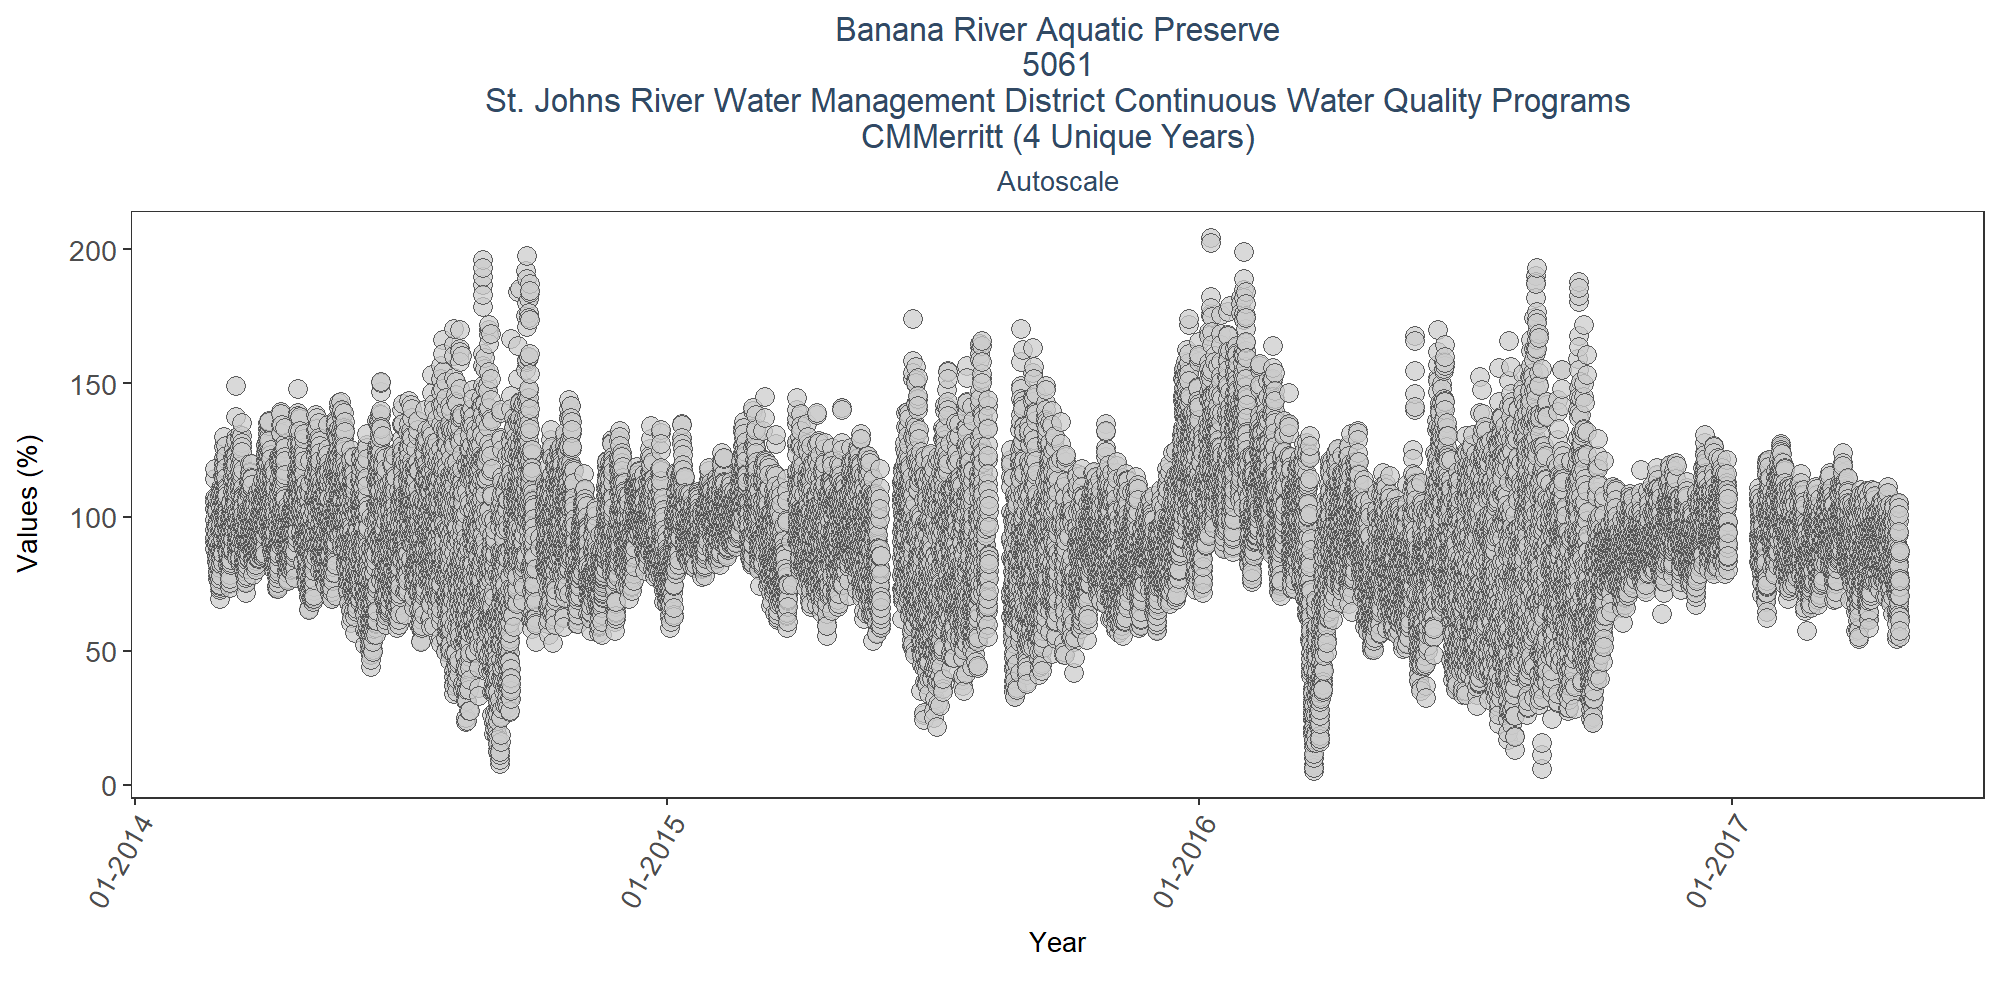 Banana River Aquatic Preserve
5061
St. Johns River Water Management District Continuous Water Quality Programs
CMMerritt (4 Unique Years)
Autoscale
Values (%)
200
150
100
50
0
01-2014
01-2015
01-2016
01-2017
Year